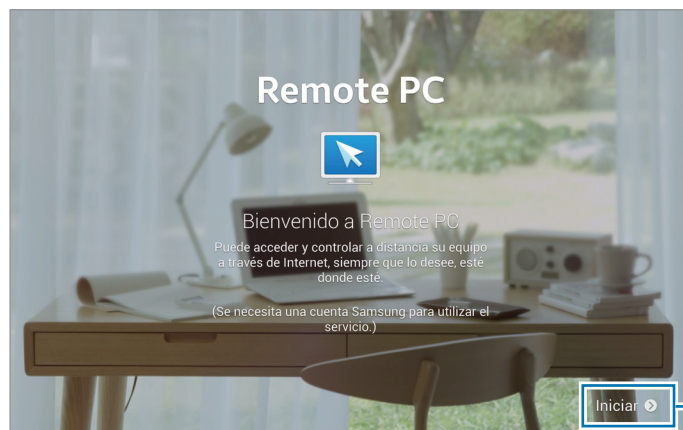 Remote PC
Bienvenido a Remote PC
Puede acceder y controlar a distancia su equipo
a través de Internet, siempre que lo desee, esté
donde esté.
(Se necesita una cuenta Samsung para utilizar el
servicio.)
Iniciar